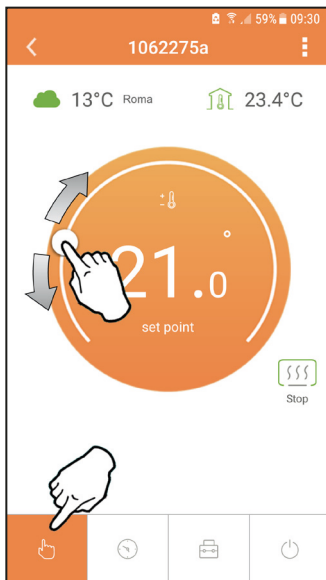 59% 09:30
1062275a
13°C Roma 23.4°C
21.0°
set point
Stop